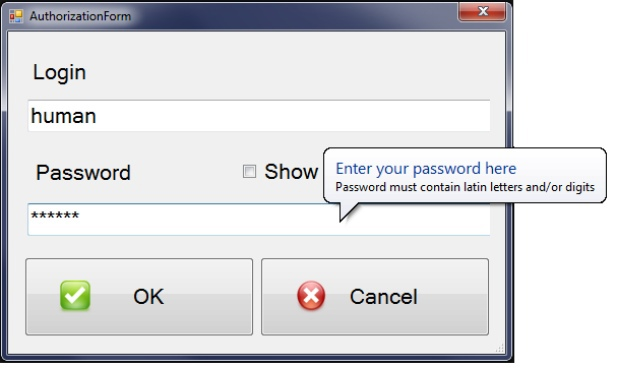 AuthorizationForm
Login
human
Password
Show
Enter your password here
Password must contain latin letters and/or digits
******
OK
Cancel